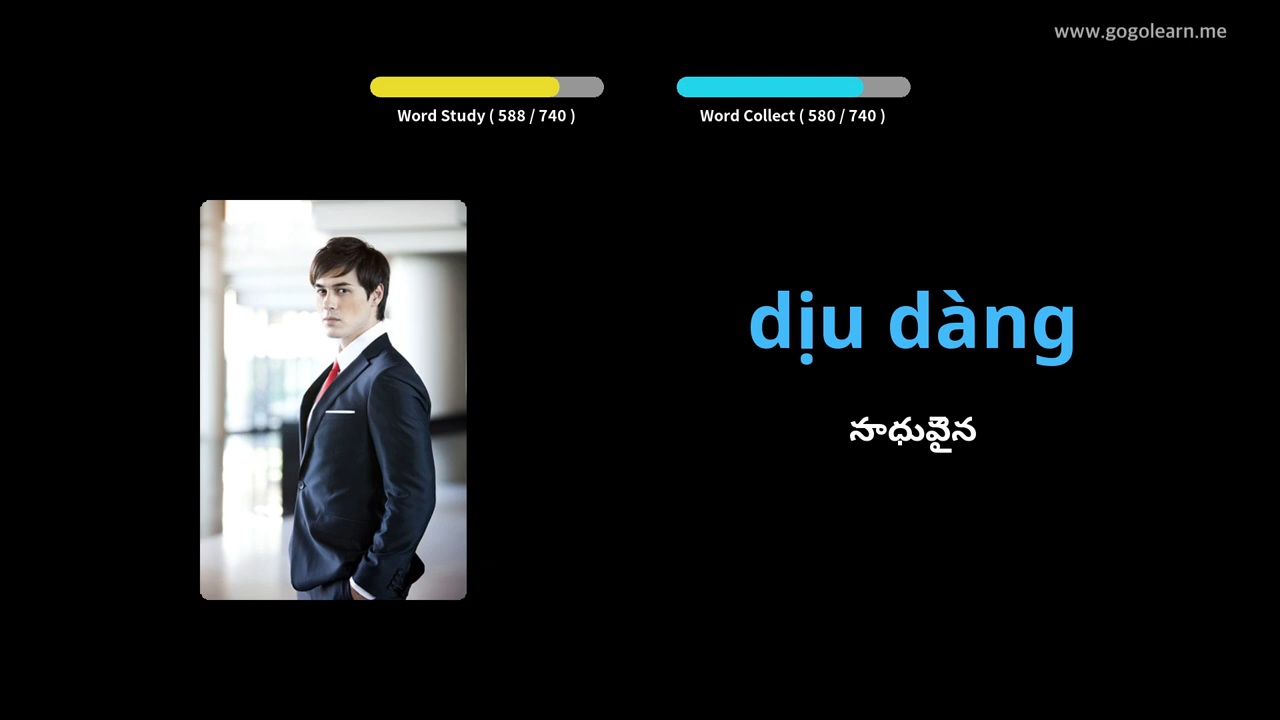 www.gogolearn.me
Word Study ( 588 / 740 )
Word Collect ( 580 / 740 )
dịu dàng
సాధువైైన